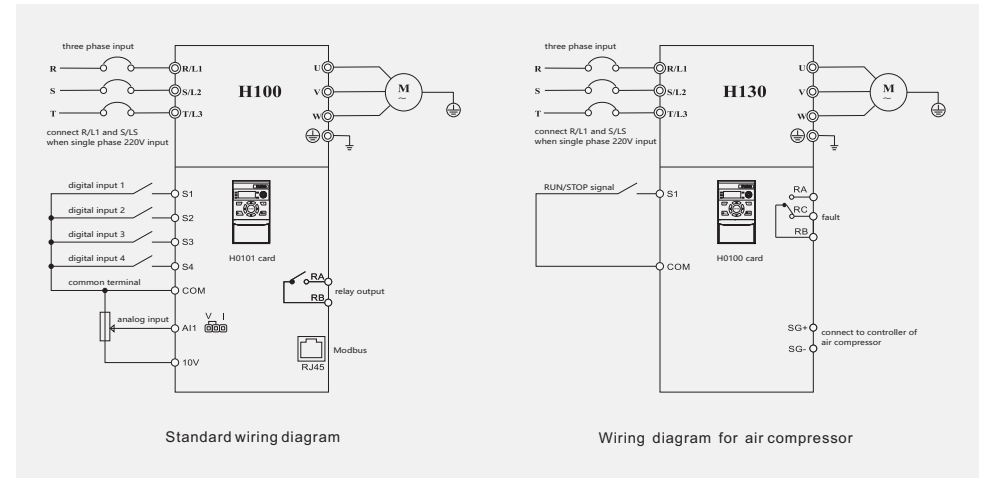 three phase input
R
R/L1
S
S/L2
T
T/L3
connect R/L1 and S/LS
when single phase 220V input
H100
U
V
W
M
~
digital input 1
S1
digital input 2
S2
digital input 3
S3
digital input 4
S4
common terminal
COM
analog input
AI1
V I
10V
H0101 card
RA
RB
relay output
Modbus
RJ45
Standard wiring diagram
three phase input
R
R/L1
S
S/L2
T
T/L3
connect R/L1 and S/LS
when single phase 220V input
H130
U
V
W
M
~
RUN/STOP signal
S1
COM
H0100 card
RA
RC
RB
fault
SG+
SG-
connect to controller of
air compressor
Wiring diagram for air compressor